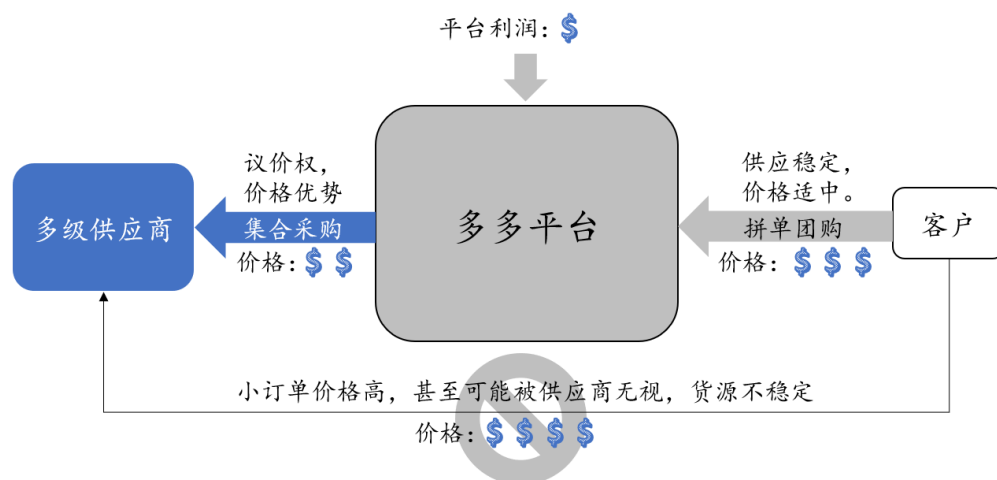 平台利润：$
议价权，
价格优势
集合采购
价格：$ $
多级供应商
多多平台
供应稳定，
价格适中。
拼单团购
价格：$ $ $
客户
小订单价格高，甚至可能被供应商无视，货源不稳定
价格：$ $ $ $